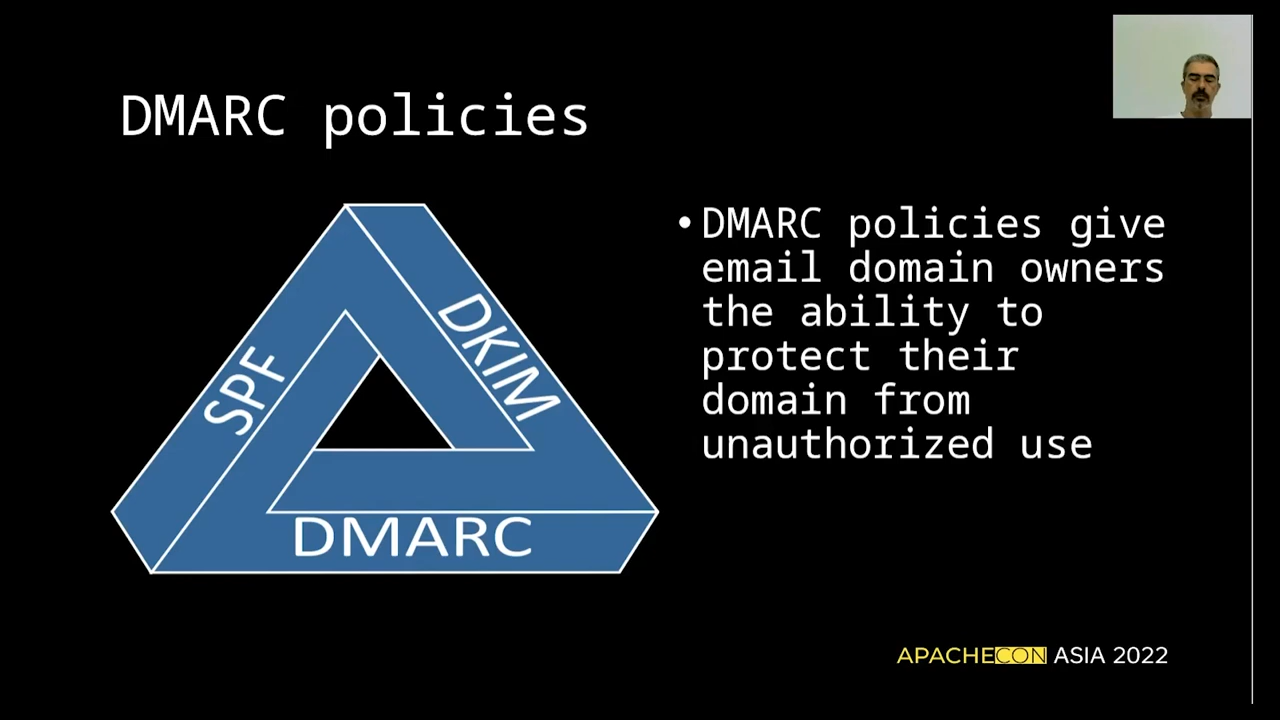 DMARC policies
SPF
DKIM
DMARC
• DMARC policies give
email domain owners
the ability to
protect their
domain from
unauthorized use
APACHECON ASIA 2022